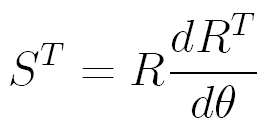 $S^T = R\frac{dR^T}{d\theta}$